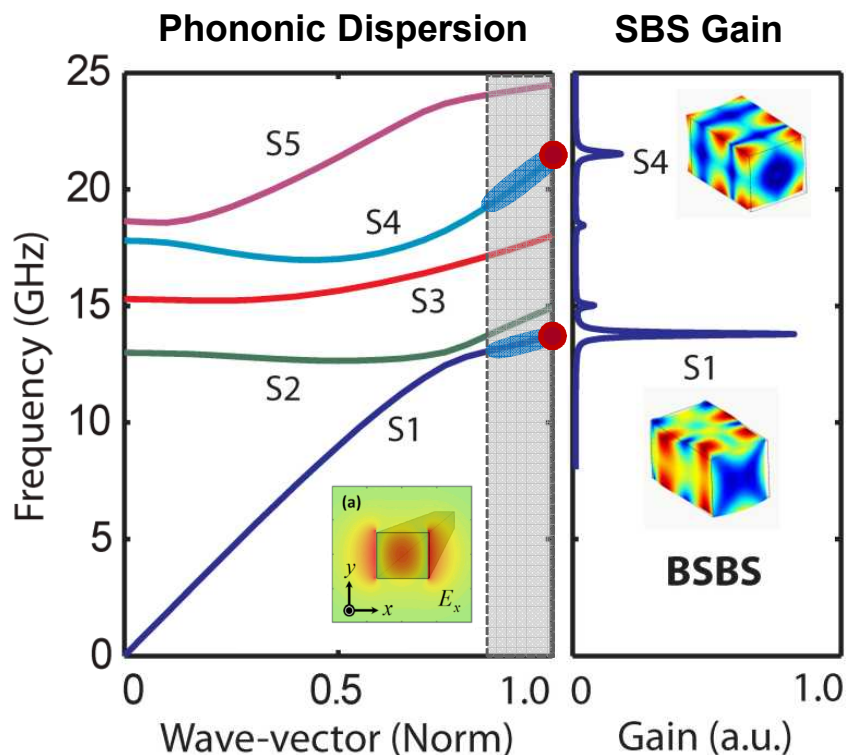 Phononic Dispersion
SBS Gain
Frequency (GHz)
25
20
15
10
5
0
S5
S4
S3
S2
S1
(a)
y
x
Ex
0
0.5
1.0
Wave-vector (Norm)
S4
S1
BSBS
0
1.0
Gain (a.u.)